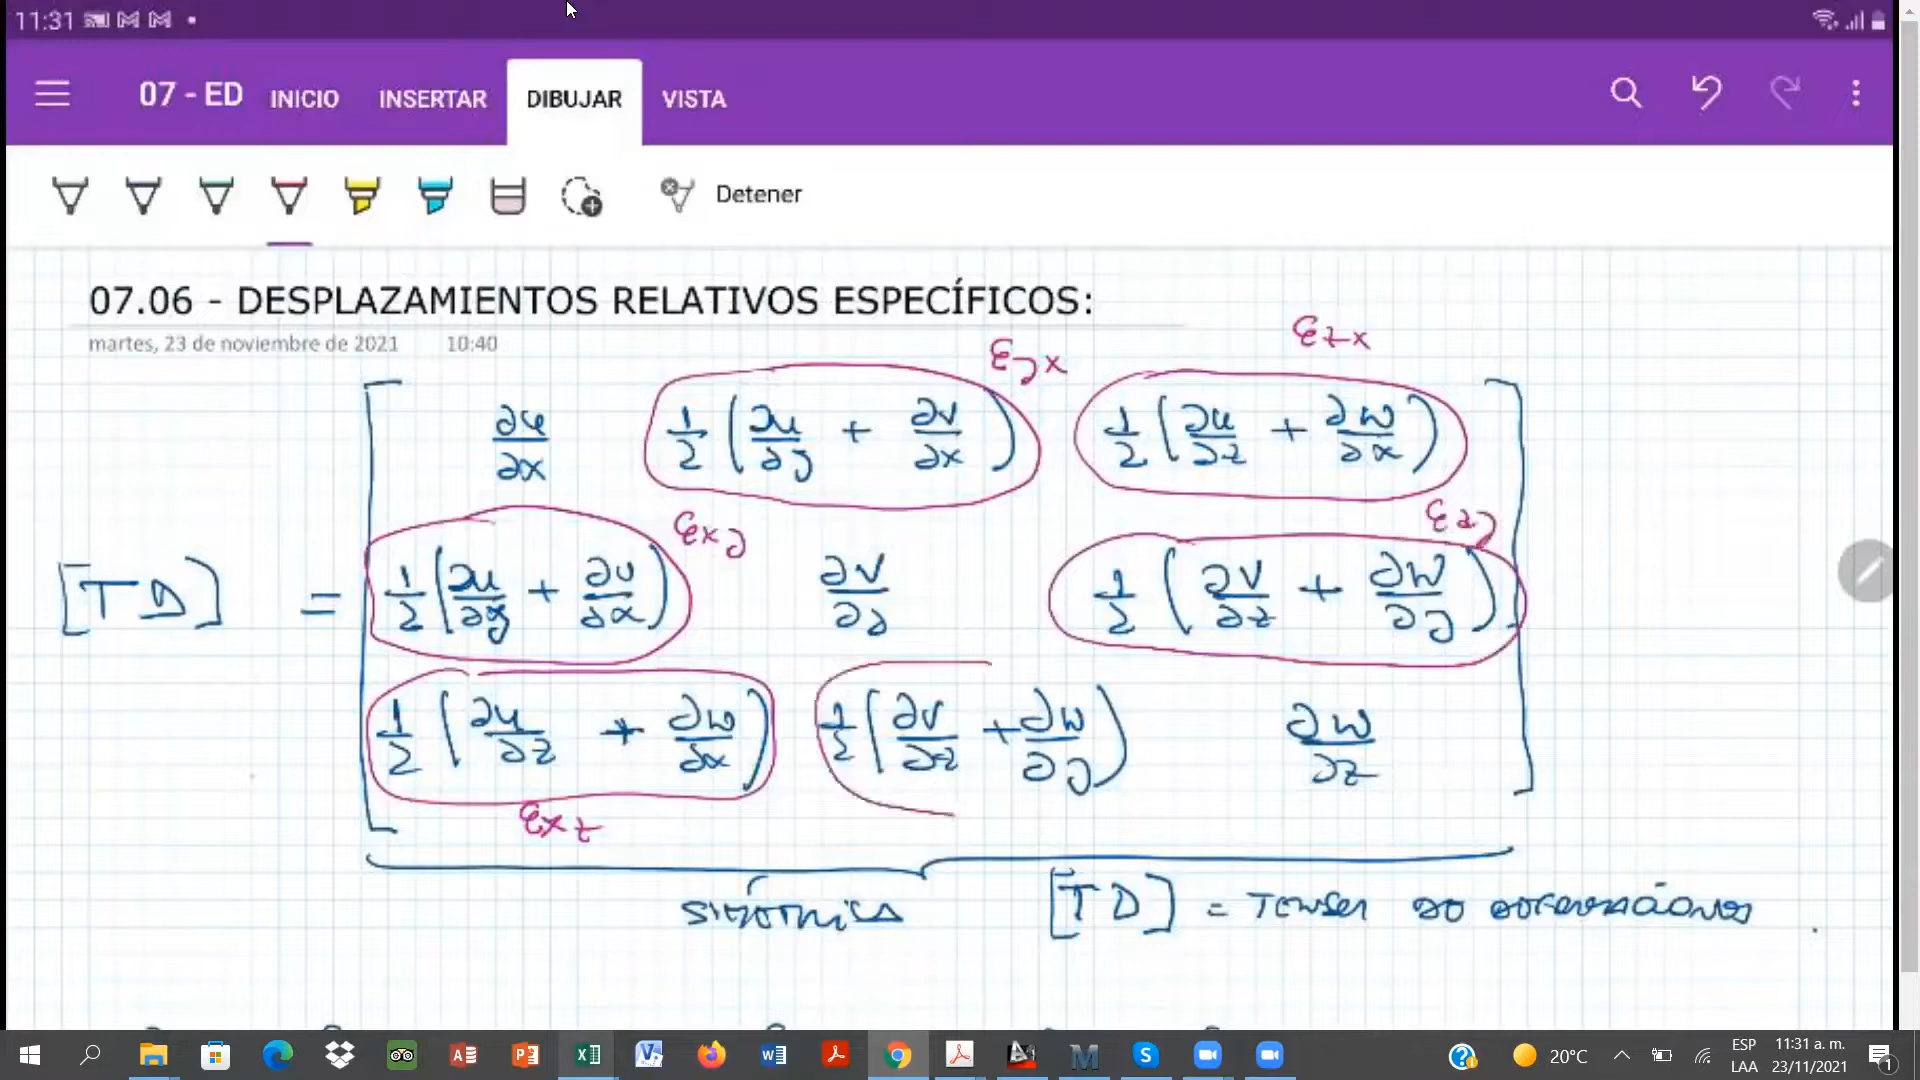 11:31
07 - ED INICIO INSERTAR DIBUJAR VISTA
Detener
07.06 - DESPLAZAMIENTOS RELATIVOS ESPECÍFICOS:
martes, 23 de noviembre de 2021 10:40
εyx εzx
∂u/∂x 1/2 (∂u/∂y + ∂v/∂x) 1/2 (∂u/∂z + ∂w/∂x)
εxy εzy
[TD] = 1/2 (∂u/∂y + ∂v/∂x) ∂v/∂y 1/2 (∂v/∂z + ∂w/∂y)
1/2 (∂u/∂z + ∂w/∂x) 1/2 (∂v/∂z + ∂w/∂y) ∂w/∂z
εxz
SIMÉTRICA [TD] = TENSOR DE DEFORMACIONES
20°C ESP 11:31 a. m.
LAA 23/11/2021 1